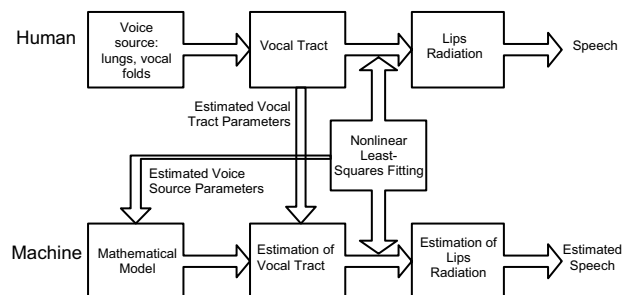 Human
Voice
source:
lungs, vocal
folds
Vocal Tract
Lips
Radiation
Speech
Estimated Vocal
Tract Parameters
Nonlinear
Least-
Squares Fitting
Estimated Voice
Source Parameters
Machine
Mathematical
Model
Estimation of
Vocal Tract
Estimation of
Lips
Radiation
Estimated
Speech